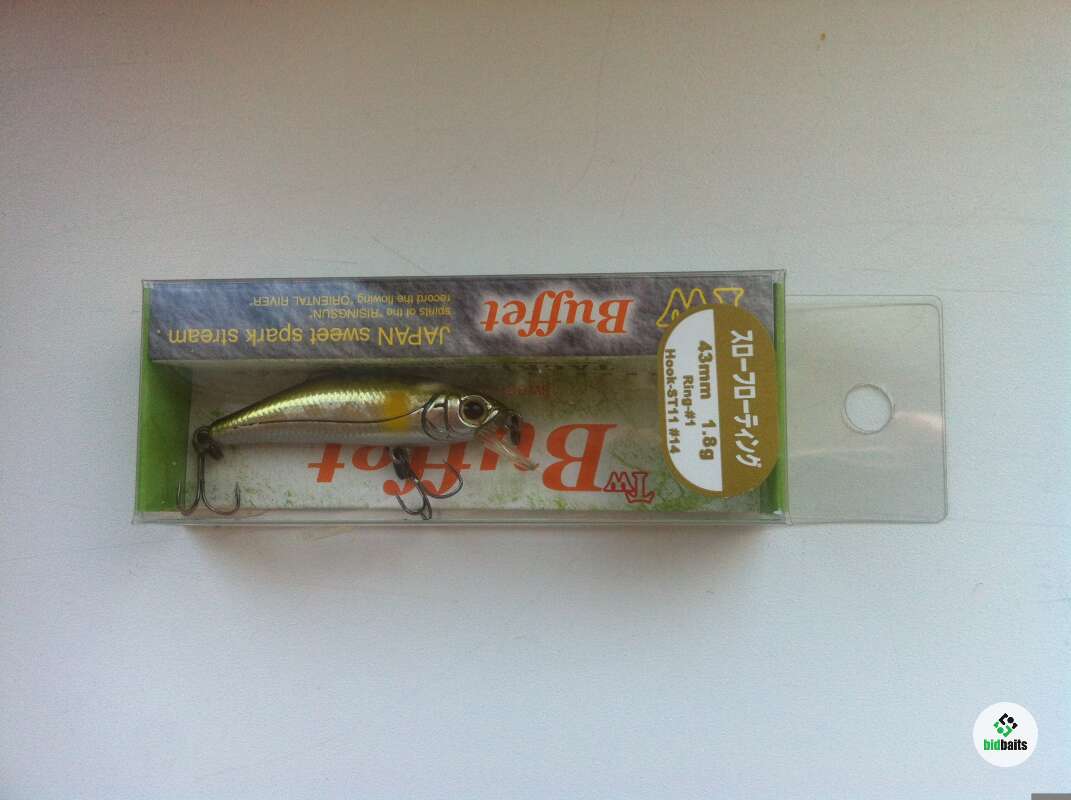 JAPAN sweet spark stream.
spirits of the "RISINGSUN"
record the flowing "ORIENTAL RIVER"
Buffet
TW
スローフローティング
43mm 1.8g
Ring-#1
Hook-ST11 #14
TW
Buffet
bidbaits